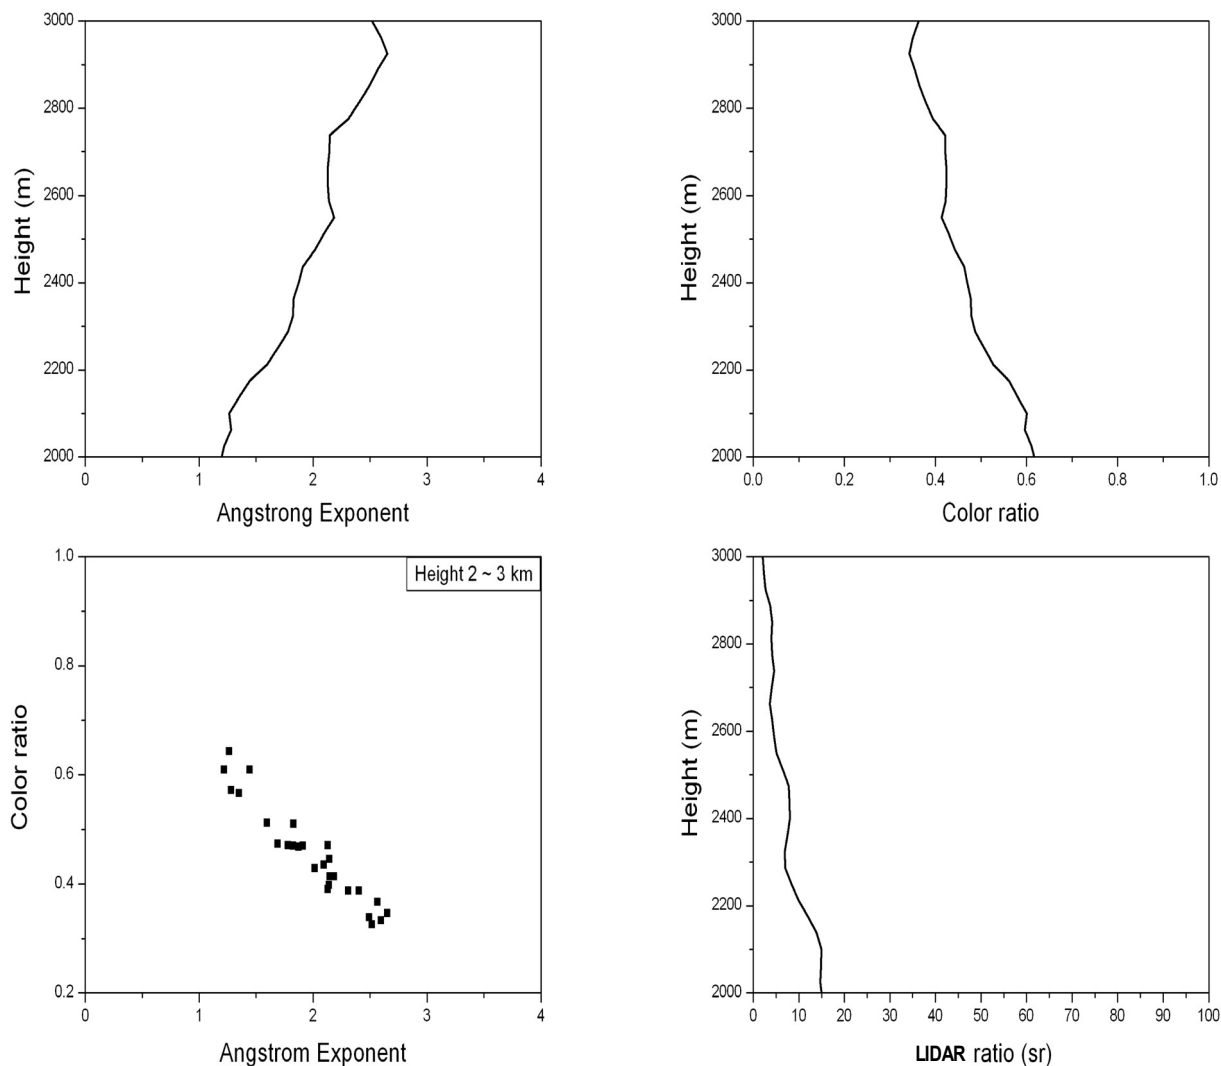 3000
2800
2600
2400
2200
2000
Height (m)
0 1 2 3 4
Angstrong Exponent
3000
2800
2600
2400
2200
2000
Height (m)
0.0 0.2 0.4 0.6 0.8 1.0
Color ratio
1.0
0.8
0.6
0.4
0.2
Color ratio
Height 2 ~ 3 km
0 1 2 3 4
Angstrom Exponent
3000
2800
2600
2400
2200
2000
Height (m)
0 10 20 30 40 50 60 70 80 90 100
LIDAR ratio (sr)